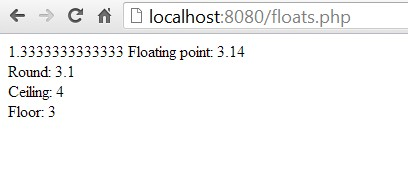 localhost:8080/floats.php
1.3333333333333 Floating point: 3.14
Round: 3.1
Ceiling: 4
Floor: 3